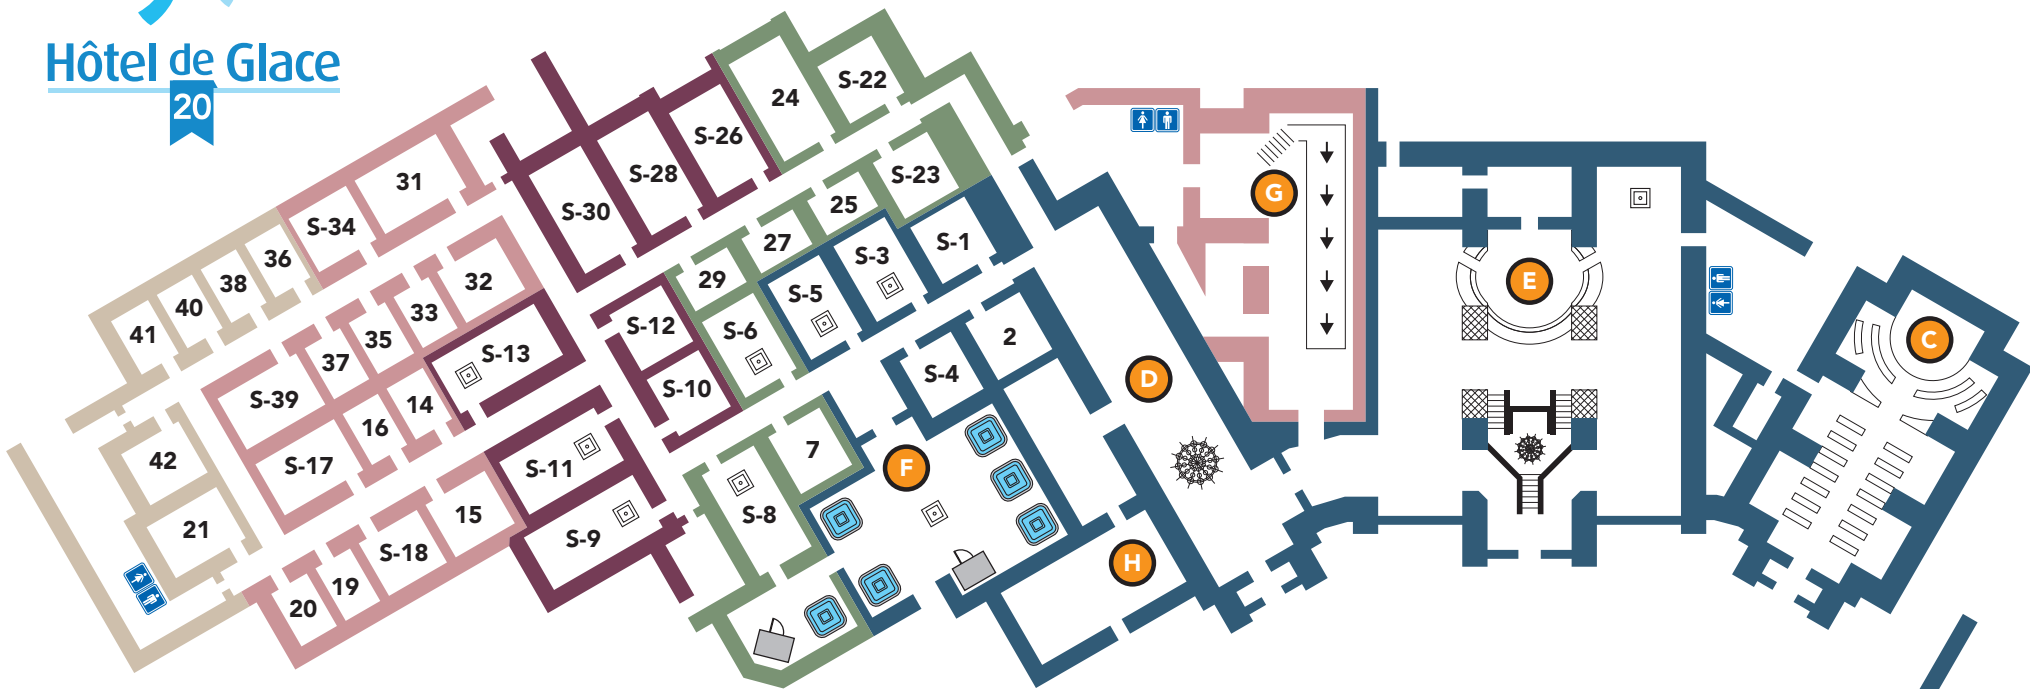 Hôtel de Glace
20
24
S-22
S-26
S-28
S-30
31
S-34
36
38
40
41
S-23
25
27
29
S-1
S-3
S-5
S-6
S-12
S-10
32
33
35
37
S-39
S-13
14
16
S-17
2
S-4
7
S-8
S-11
S-9
15
S-18
19
20
42
21
C
D
E
F
G
H